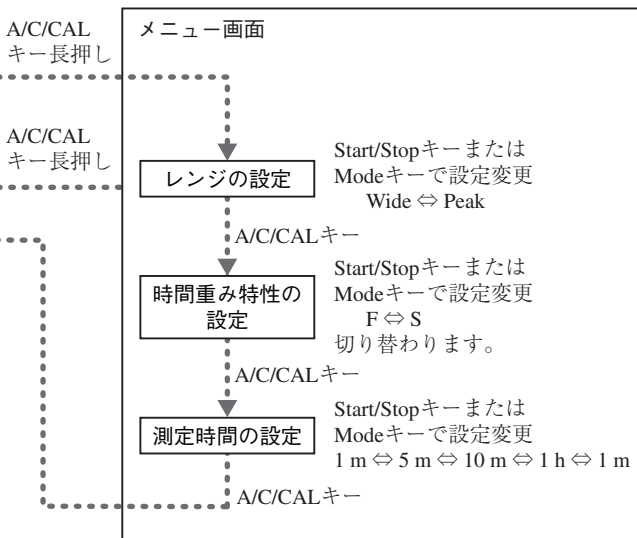 A/C/CAL
キー長押し
メニュー画面
A/C/CAL
キー長押し
レンジの設定
Start/Stopキーまたは
Modeキーで設定変更
Wide ⇔ Peak
A/C/CALキー
時間重み特性の
設定
Start/Stopキーまたは
Modeキーで設定変更
F ⇔ S
切り替わります。
A/C/CALキー
測定時間の設定
Start/Stopキーまたは
Modeキーで設定変更
1 m ⇔ 5 m ⇔ 10 m ⇔ 1 h ⇔ 1 m
A/C/CALキー